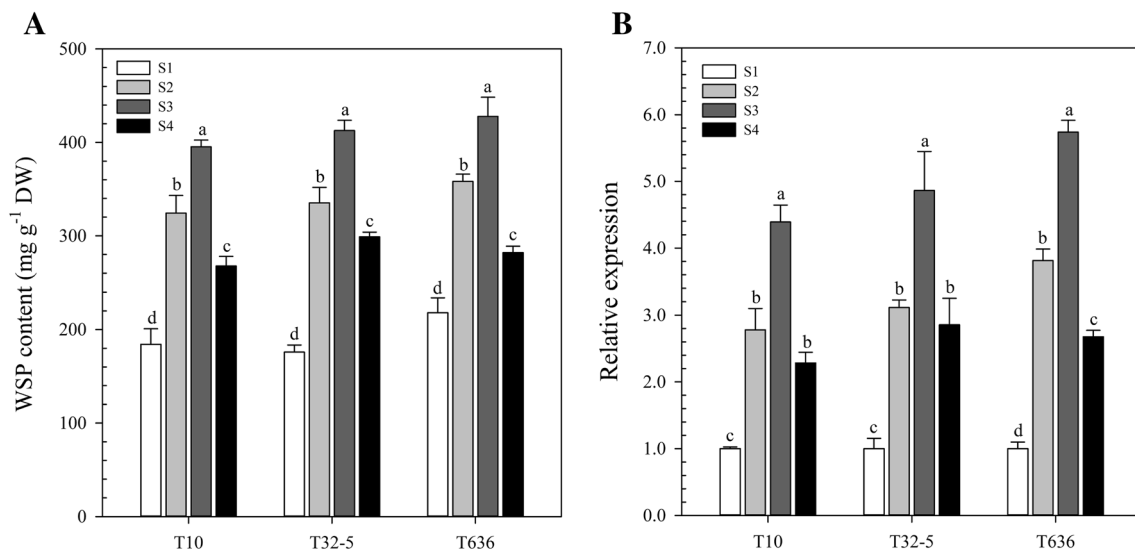 A
WSP content (mg g⁻¹ DW)
500
400
300
200
100
0
S1
S2
S3
S4
d
b
a
c
d
b
a
c
d
b
a
c
T10
T32-5
T636
B
Relative expression
7.0
6.0
5.0
4.0
3.0
2.0
1.0
0.0
S1
S2
S3
S4
c
b
a
b
c
b
a
b
d
b
a
c
T10
T32-5
T636